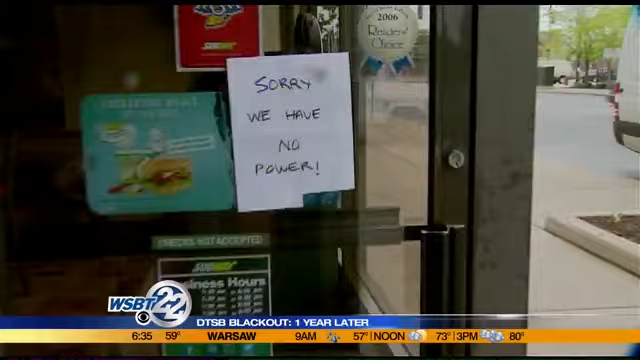 SUBWAY
2006
Readers'
Choice
SORRY
WE HAVE
NO
POWER!
CHECKS NOT ACCEPTED
SUBWAY
Business Hours
WSBT 22
DTSB BLACKOUT: 1 YEAR LATER
6:35 59° WARSAW 9AM 57° NOON 73° 3PM 80°